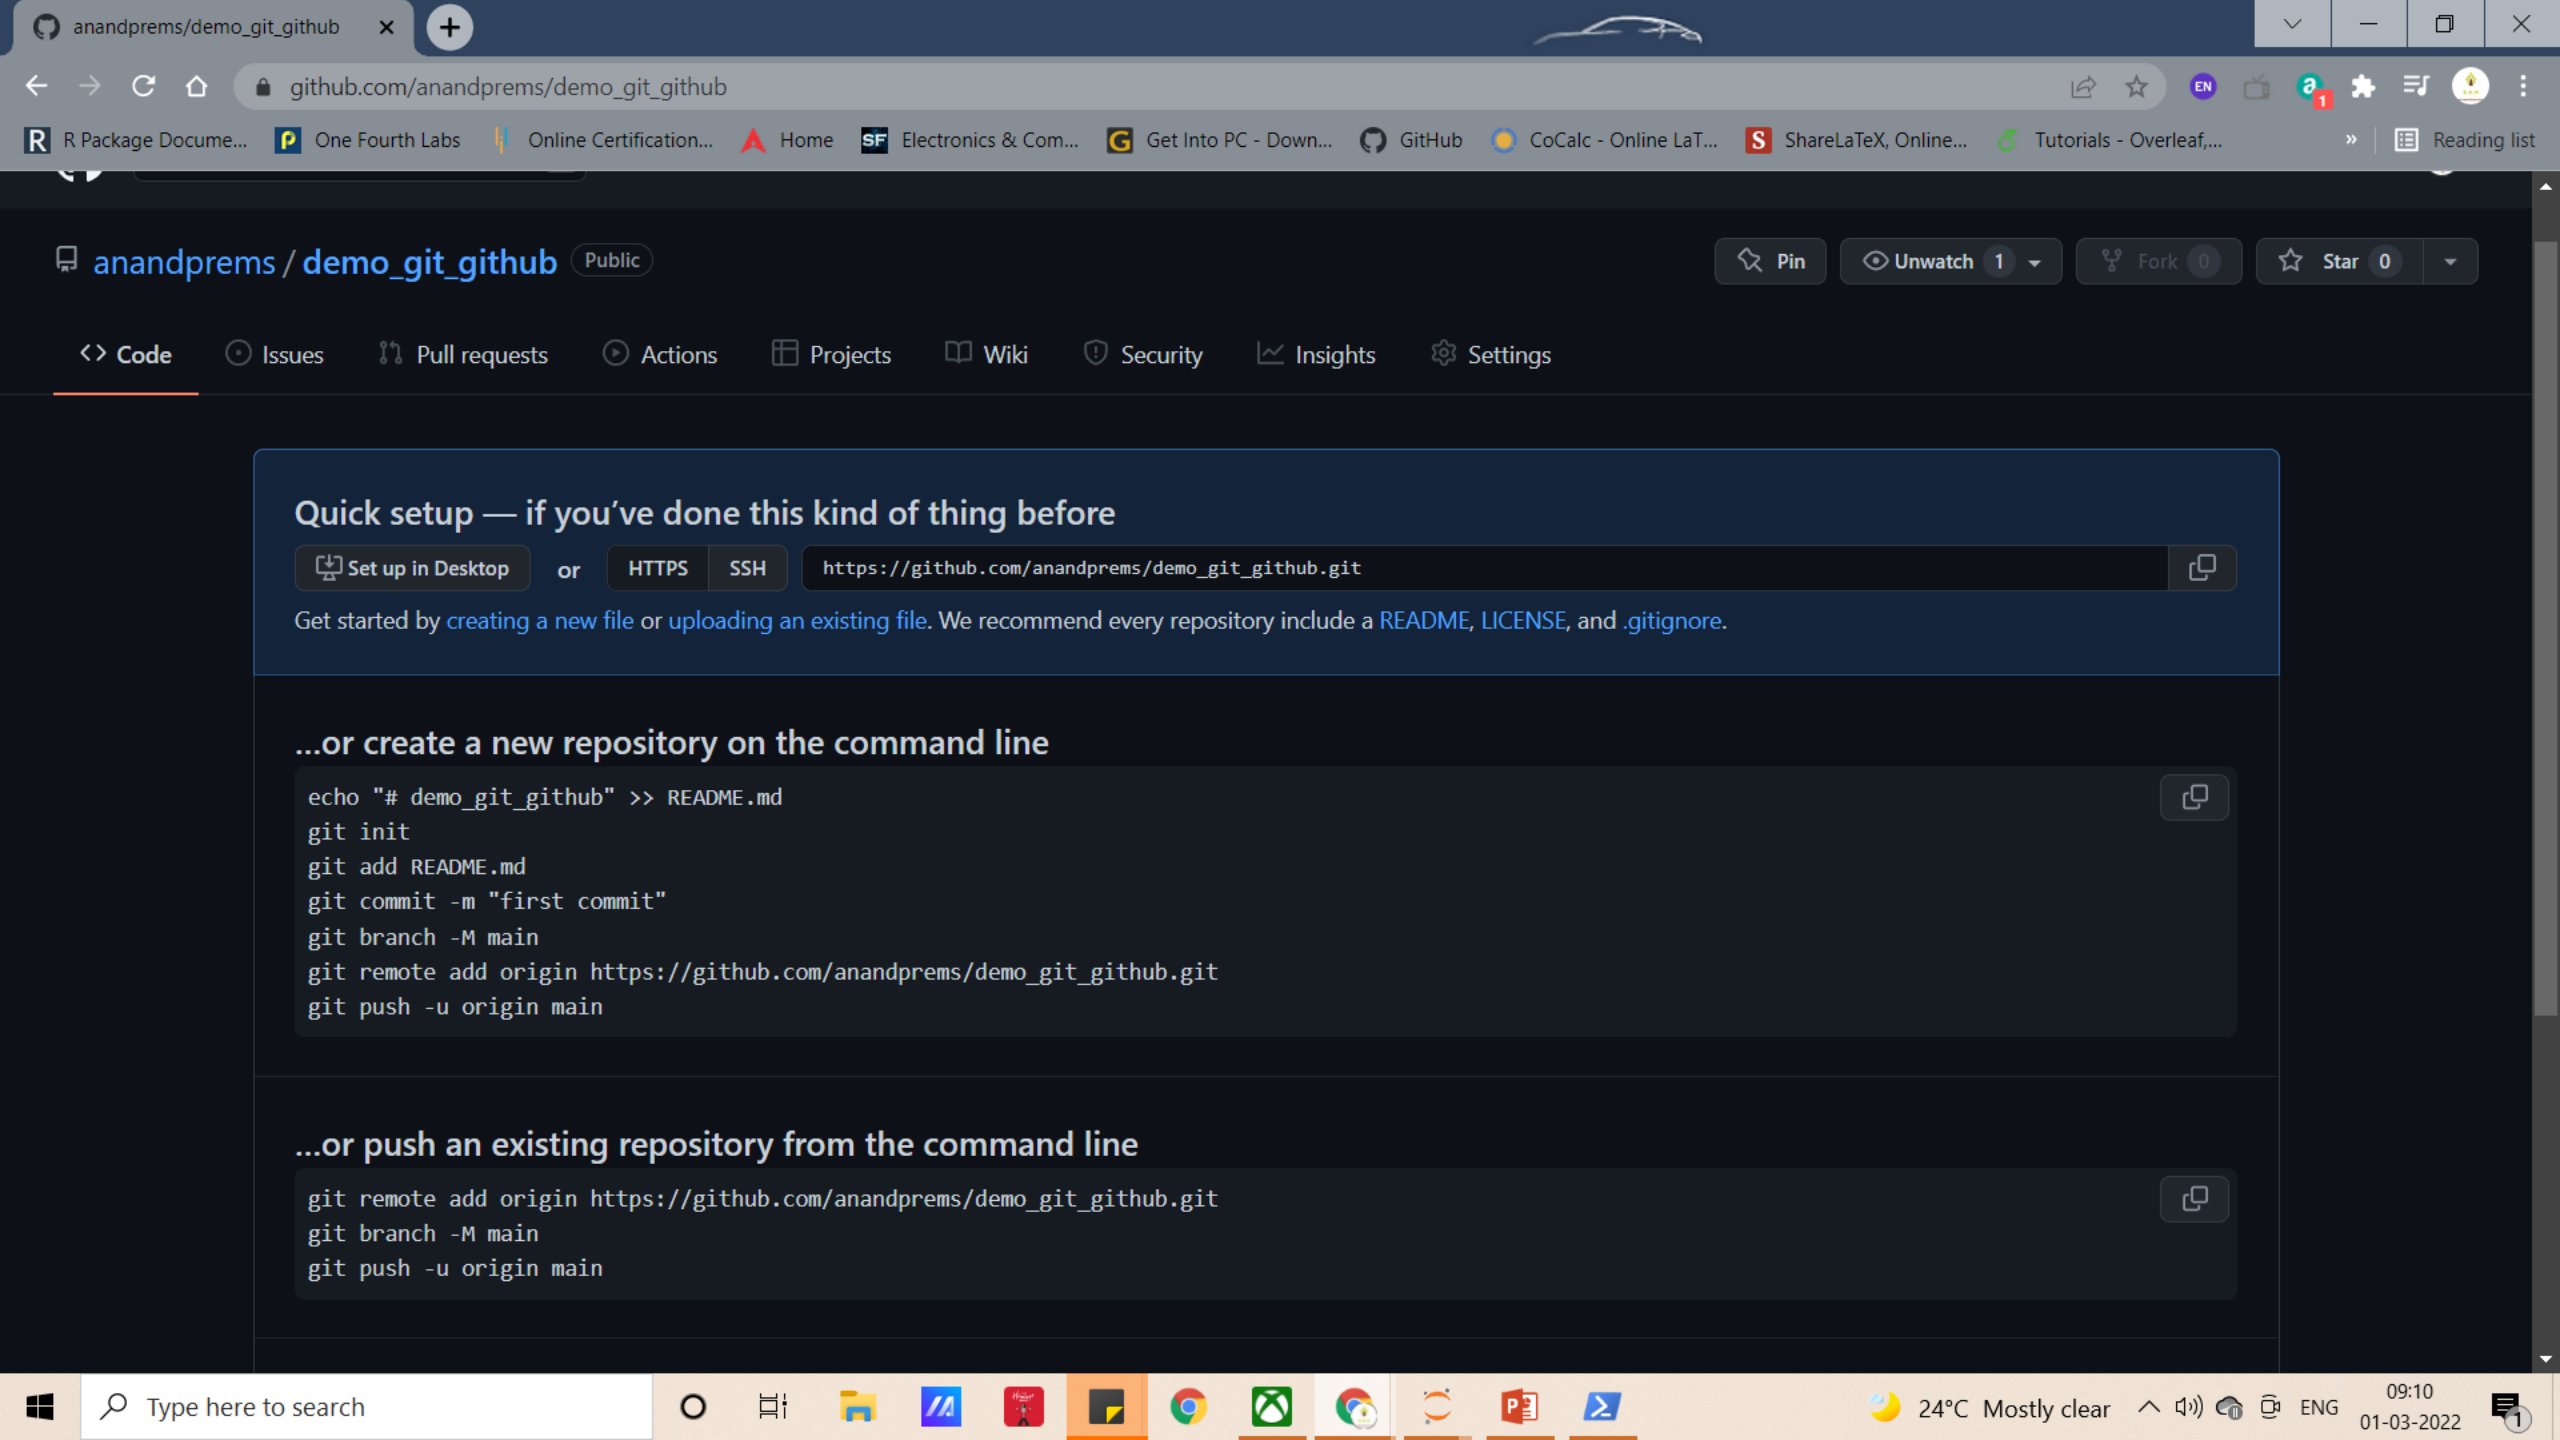 anandprems/demo_git_github
github.com/anandprems/demo_git_github
EN
a
1
R R Package Docume...
One Fourth Labs
Online Certification...
Home
SF Electronics & Com...
G Get Into PC - Down...
GitHub
CoCalc - Online LaT...
S ShareLaTeX, Online...
Tutorials - Overleaf,...
»
Reading list
anandprems / demo_git_github Public
Pin
Unwatch 1
Fork 0
Star 0
Code
Issues
Pull requests
Actions
Projects
Wiki
Security
Insights
Settings
Quick setup — if you’ve done this kind of thing before
Set up in Desktop or HTTPS SSH https://github.com/anandprems/demo_git_github.git
Get started by creating a new file or uploading an existing file. We recommend every repository include a README, LICENSE, and .gitignore.
...or create a new repository on the command line
echo "# demo_git_github" >> README.md
git init
git add README.md
git commit -m "first commit"
git branch -M main
git remote add origin https://github.com/anandprems/demo_git_github.git
git push -u origin main
...or push an existing repository from the command line
git remote add origin https://github.com/anandprems/demo_git_github.git
git branch -M main
git push -u origin main
Type here to search
24°C Mostly clear
ENG
09:10
01-03-2022
1